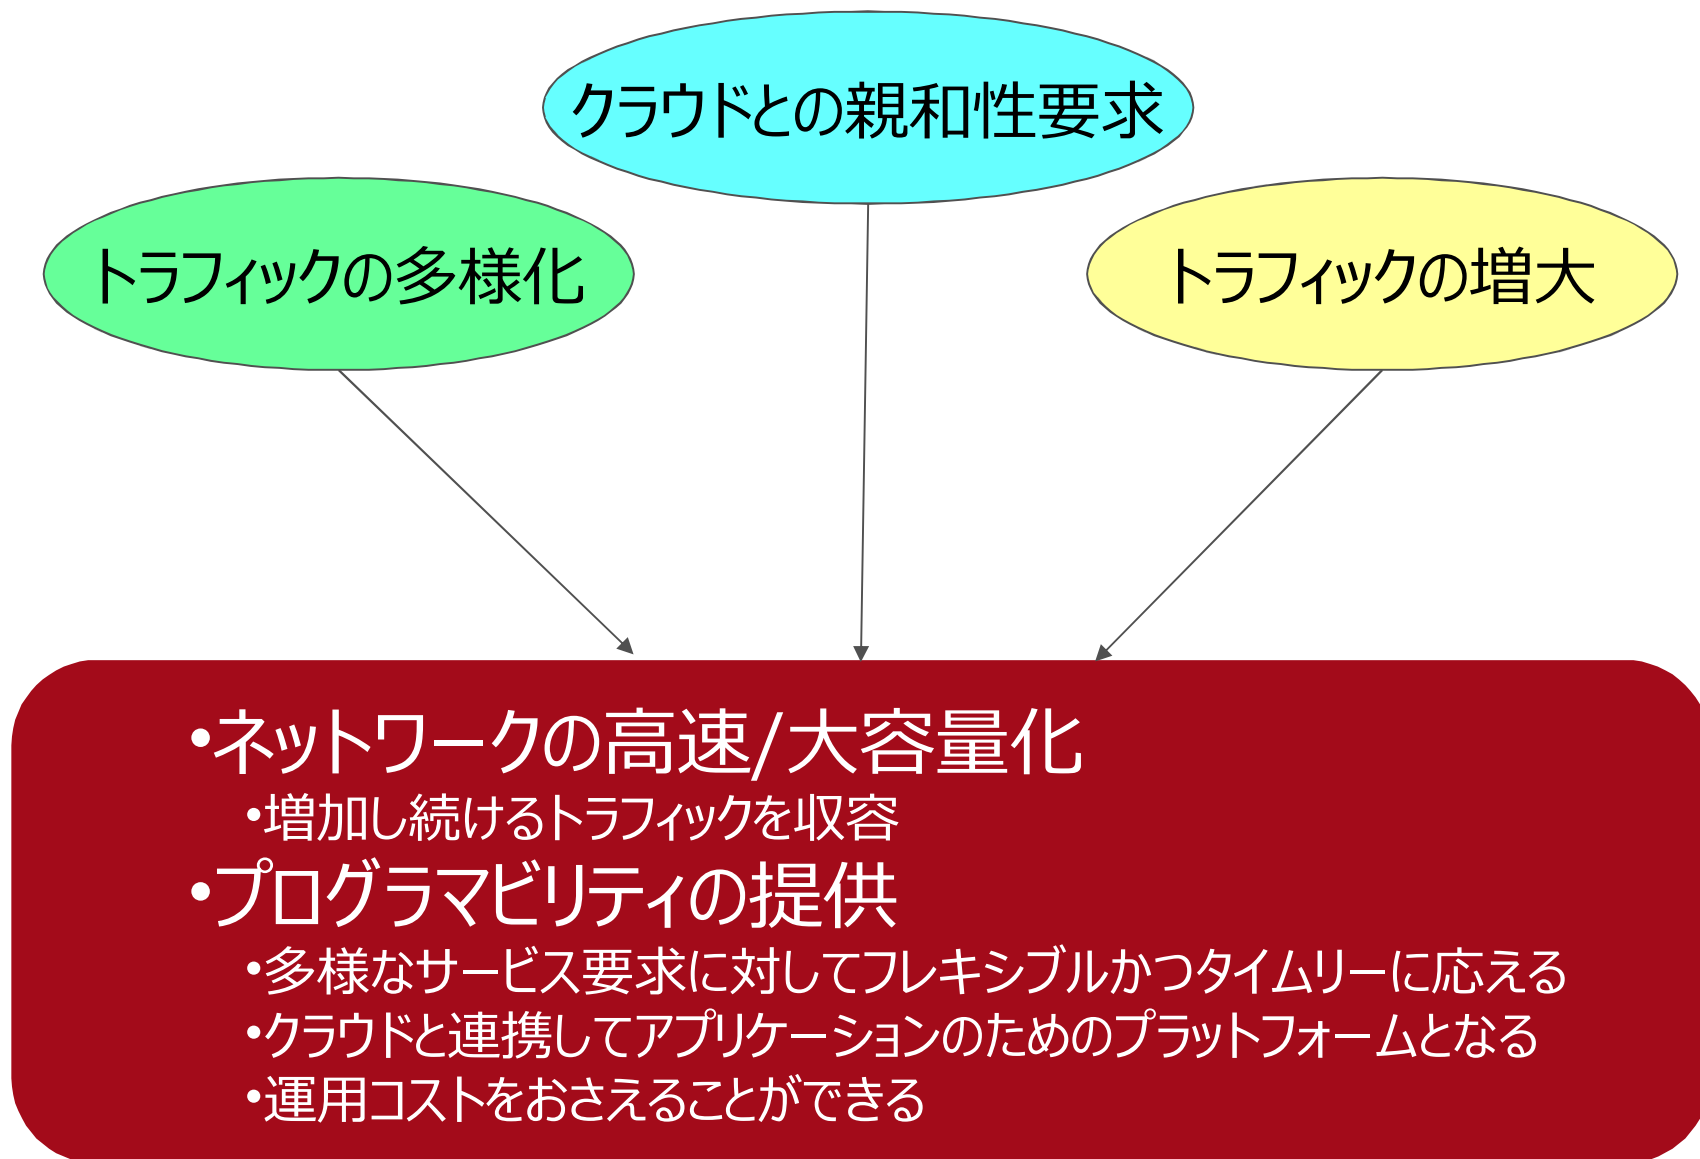 クラウドとの親和性要求
トラフィックの多様化
トラフィックの増大
•ネットワークの高速/大容量化
•増加し続けるトラフィックを収容
•プログラマビリティの提供
•多様なサービス要求に対してフレキシブルかつタイムリーに応える
•クラウドと連携してアプリケーションのためのプラットフォームとなる
•運用コストをおさえることができる